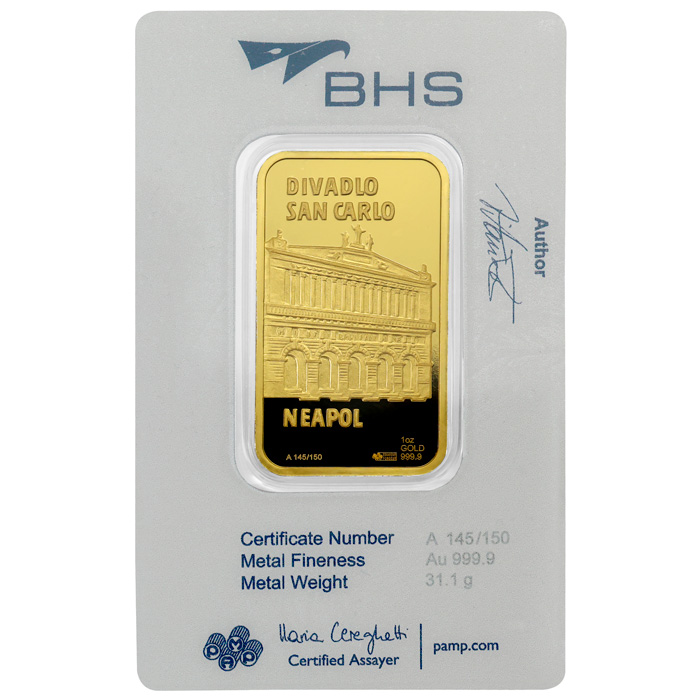 BHS
DIVADLO
SAN CARLO
Author
NEAPOL
A 145/150
1oz
GOLD
999.9
Certificate Number A 145/150
Metal Fineness Au 999.9
Metal Weight 31.1 g
PAMP
Maria Cereghetti
Certified Assayer
pamp.com